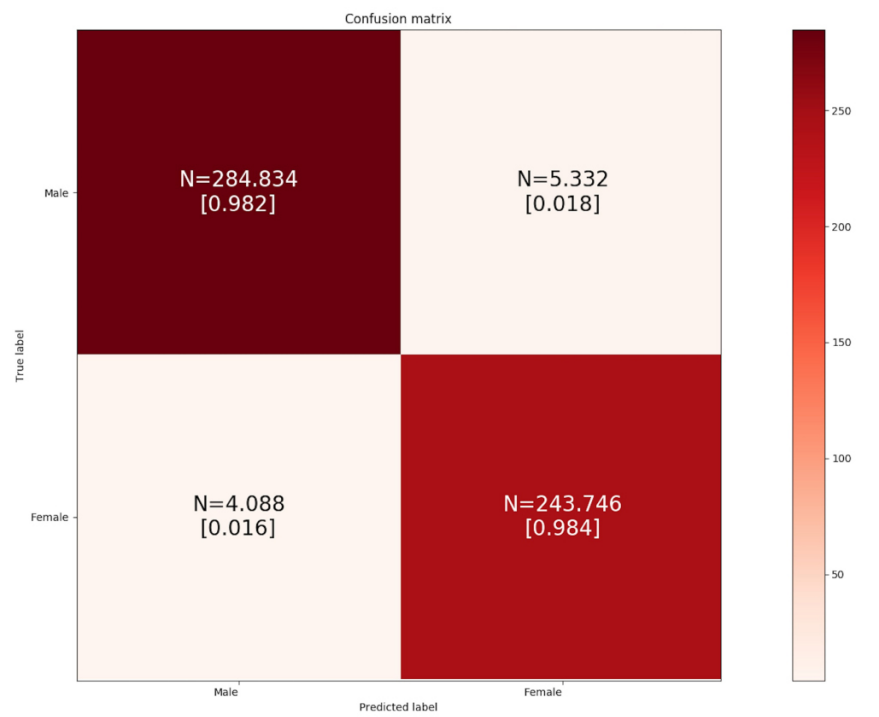 Confusion matrix
Male
N=284.834
[0.982]
N=5.332
[0.018]
Female
N=4.088
[0.016]
N=243.746
[0.984]
True label
Male
Female
Predicted label
250
200
150
100
50